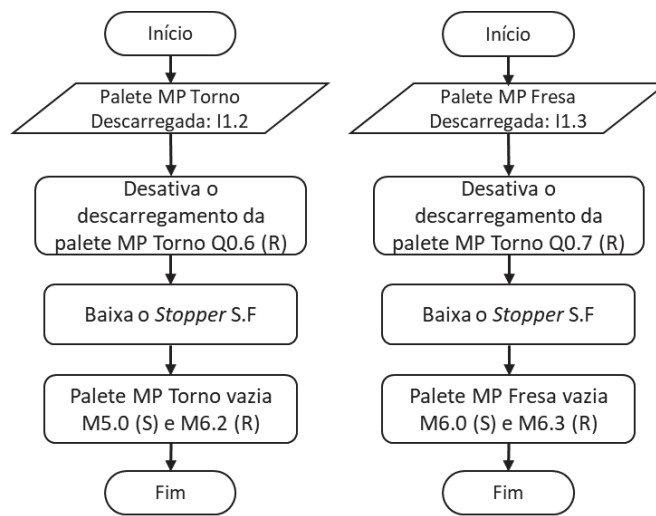 Início
Palete MP Torno
Descarregada: I1.2
Desativa o
descarregamento da
palete MP Torno Q0.6 (R)
Baixa o Stopper S.F
Palete MP Torno vazia
M5.0 (S) e M6.2 (R)
Fim
Início
Palete MP Fresa
Descarregada: I1.3
Desativa o
descarregamento da
palete MP Torno Q0.7 (R)
Baixa o Stopper S.F
Palete MP Fresa vazia
M6.0 (S) e M6.3 (R)
Fim